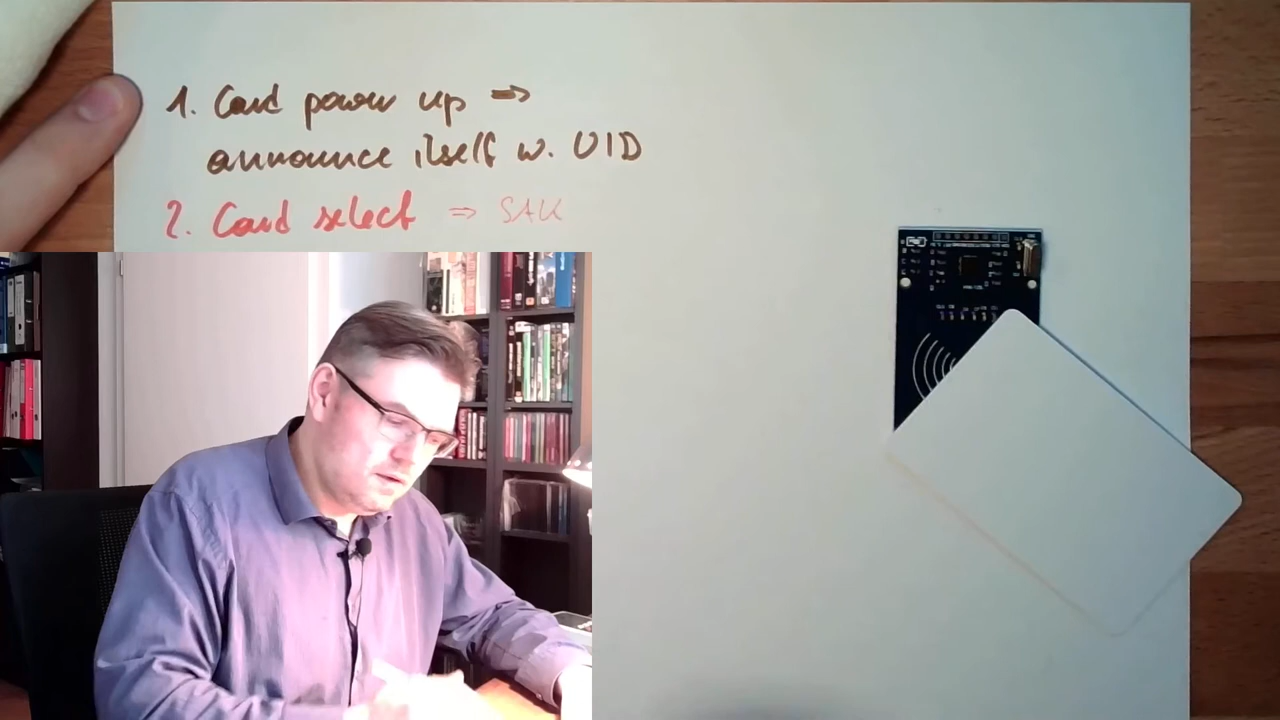 1. Card power up ⇒
announce itself w. UID
2. Card select ⇒ SAK